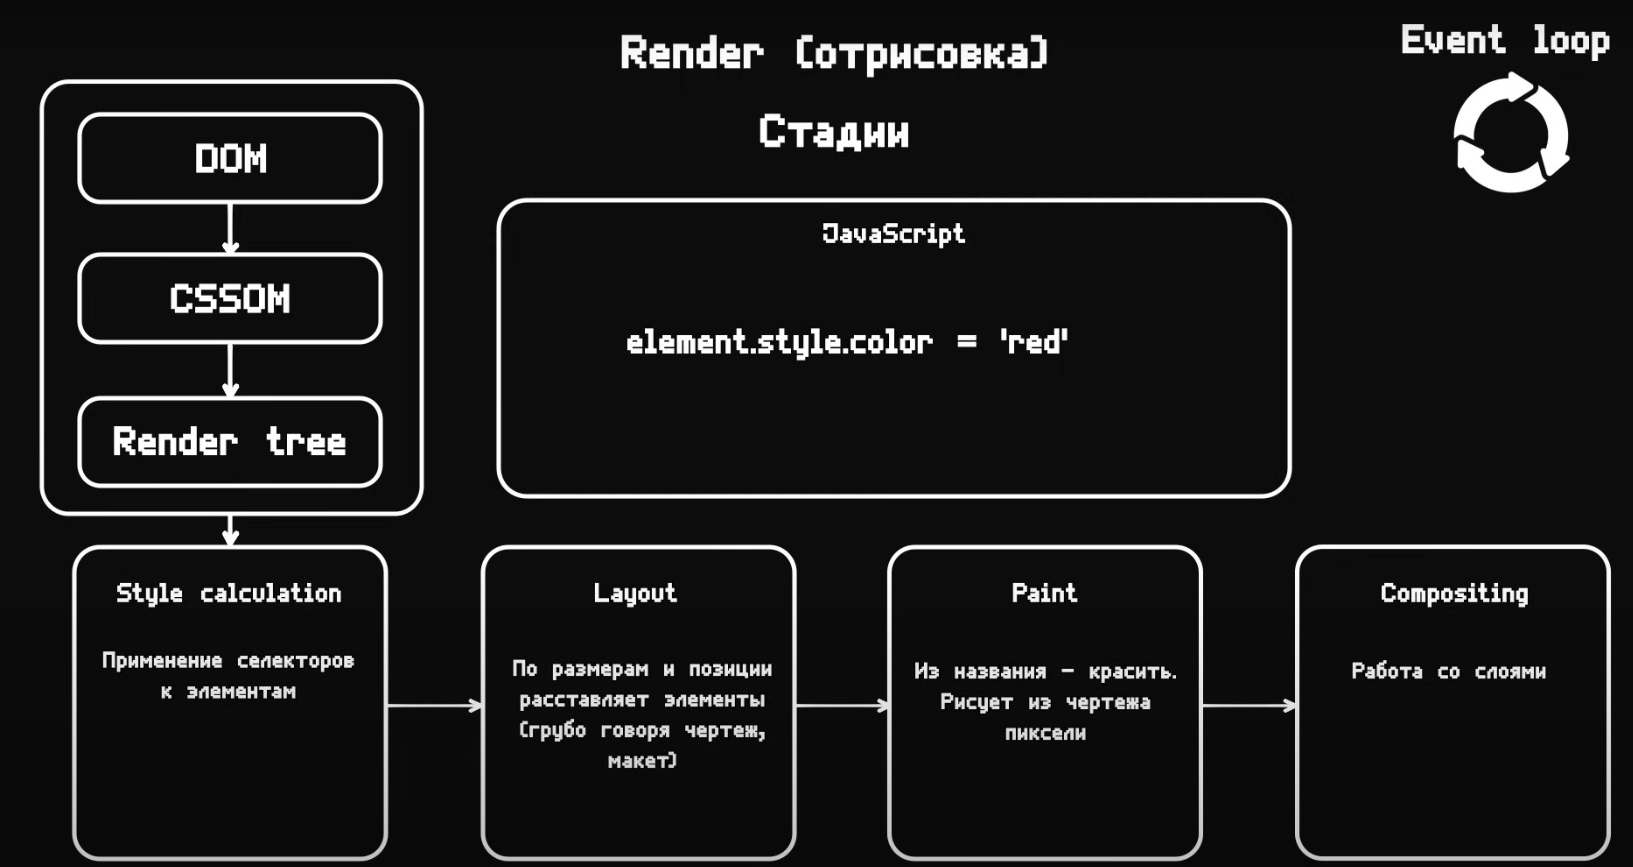 Render (отрисовка)
Event loop
Стадии
DOM
CSSOM
Render tree
JavaScript
element.style.color = 'red'
Style calculation
Применение селекторов
к элементам
Layout
По размерам и позиции
расставляет элементы
(грубо говоря чертеж,
макет)
Paint
Из названия – красить.
Рисует из чертежа
пиксели
Compositing
Работа со слоями